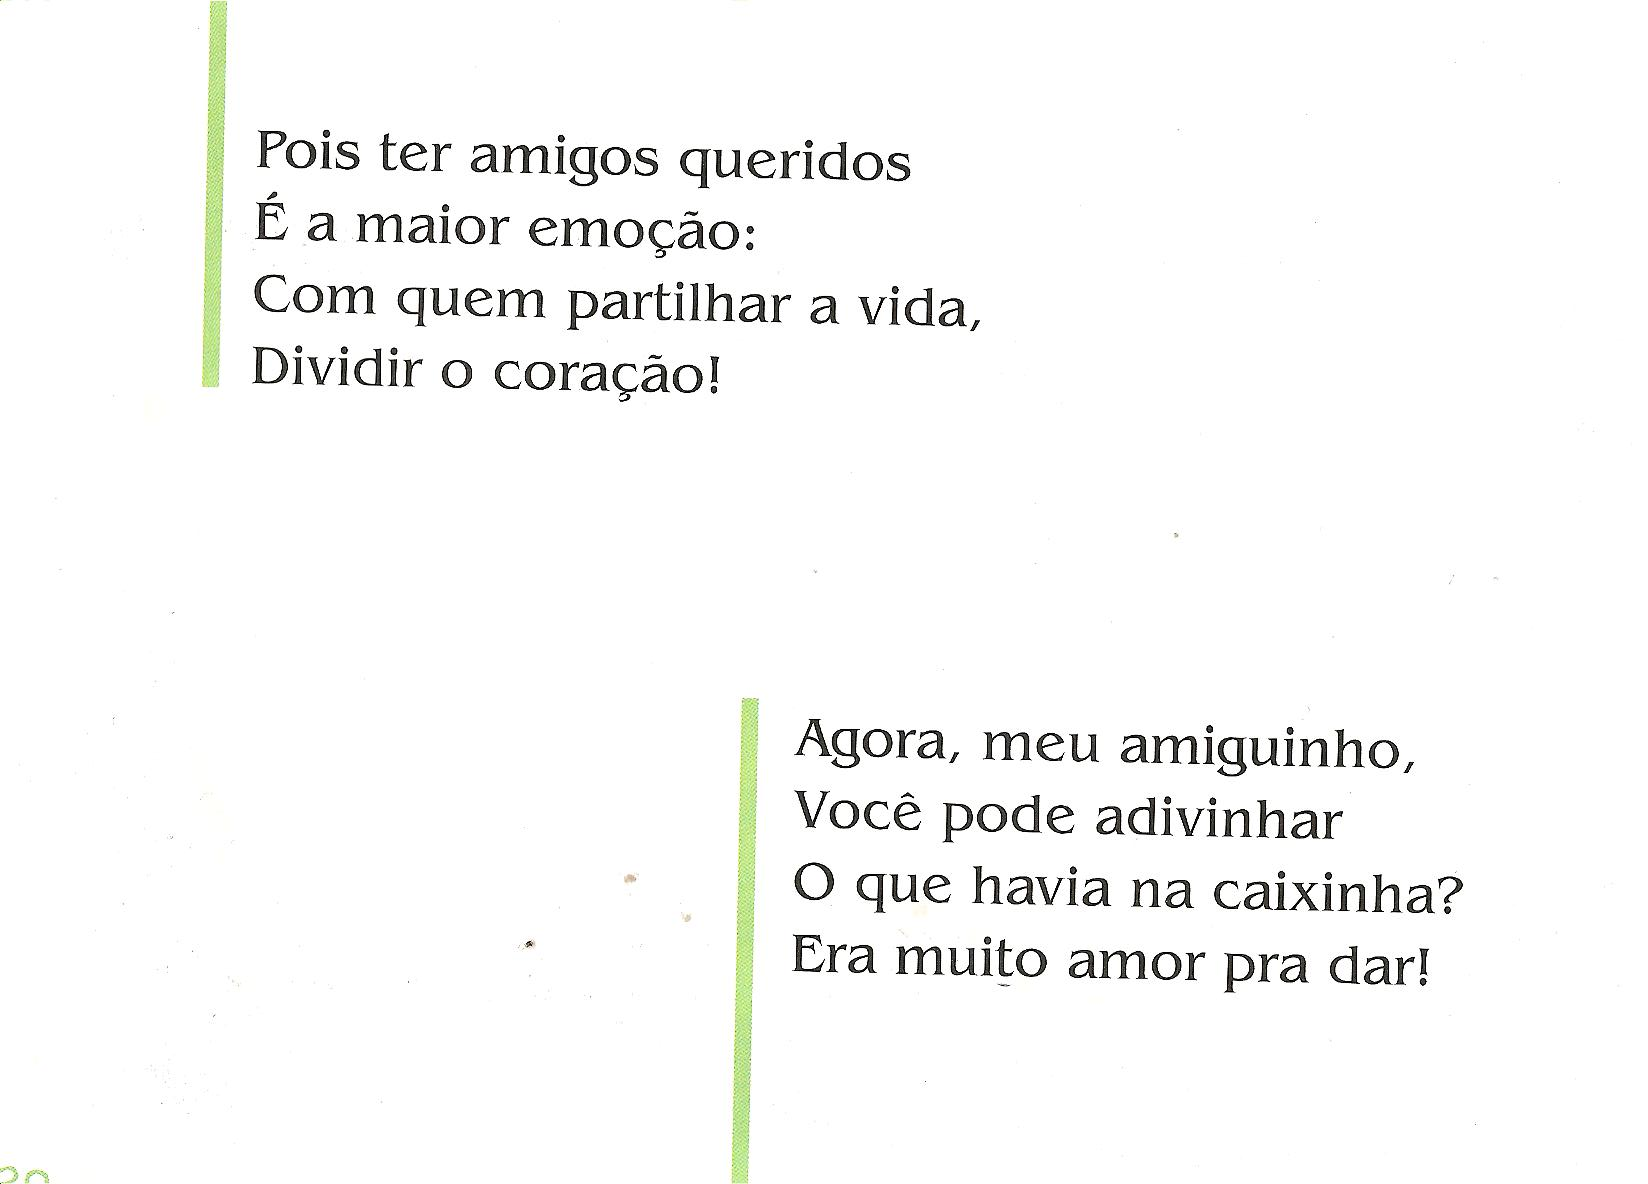 Pois ter amigos queridos
É a maior emoção:
Com quem partilhar a vida,
Dividir o coração!
Agora, meu amiguinho,
Você pode adivinhar
O que havia na caixinha?
Era muito amor pra dar!